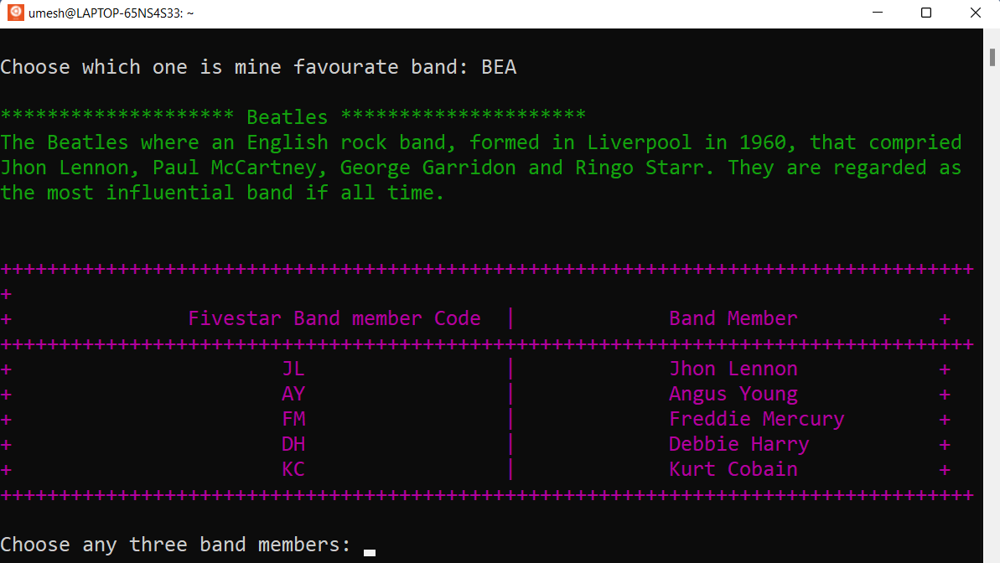 umesh@LAPTOP-65NS4S33: ~
Choose which one is mine favourate band: BEA
******************** Beatles *********************
The Beatles where an English rock band, formed in Liverpool in 1960, that compried
Jhon Lennon, Paul McCartney, George Garridon and Ringo Starr. They are regarded as
the most influential band if all time.
+++++++++++++++++++++++++++++++++++++++++++++++++++++++++++++++++++++++++++++++++++
+
+ Fivestar Band member Code | Band Member +
+++++++++++++++++++++++++++++++++++++++++++++++++++++++++++++++++++++++++++++++++++
+ JL | Jhon Lennon +
+ AY | Angus Young +
+ FM | Freddie Mercury +
+ DH | Debbie Harry +
+ KC | Kurt Cobain +
+++++++++++++++++++++++++++++++++++++++++++++++++++++++++++++++++++++++++++++++++++
Choose any three band members: